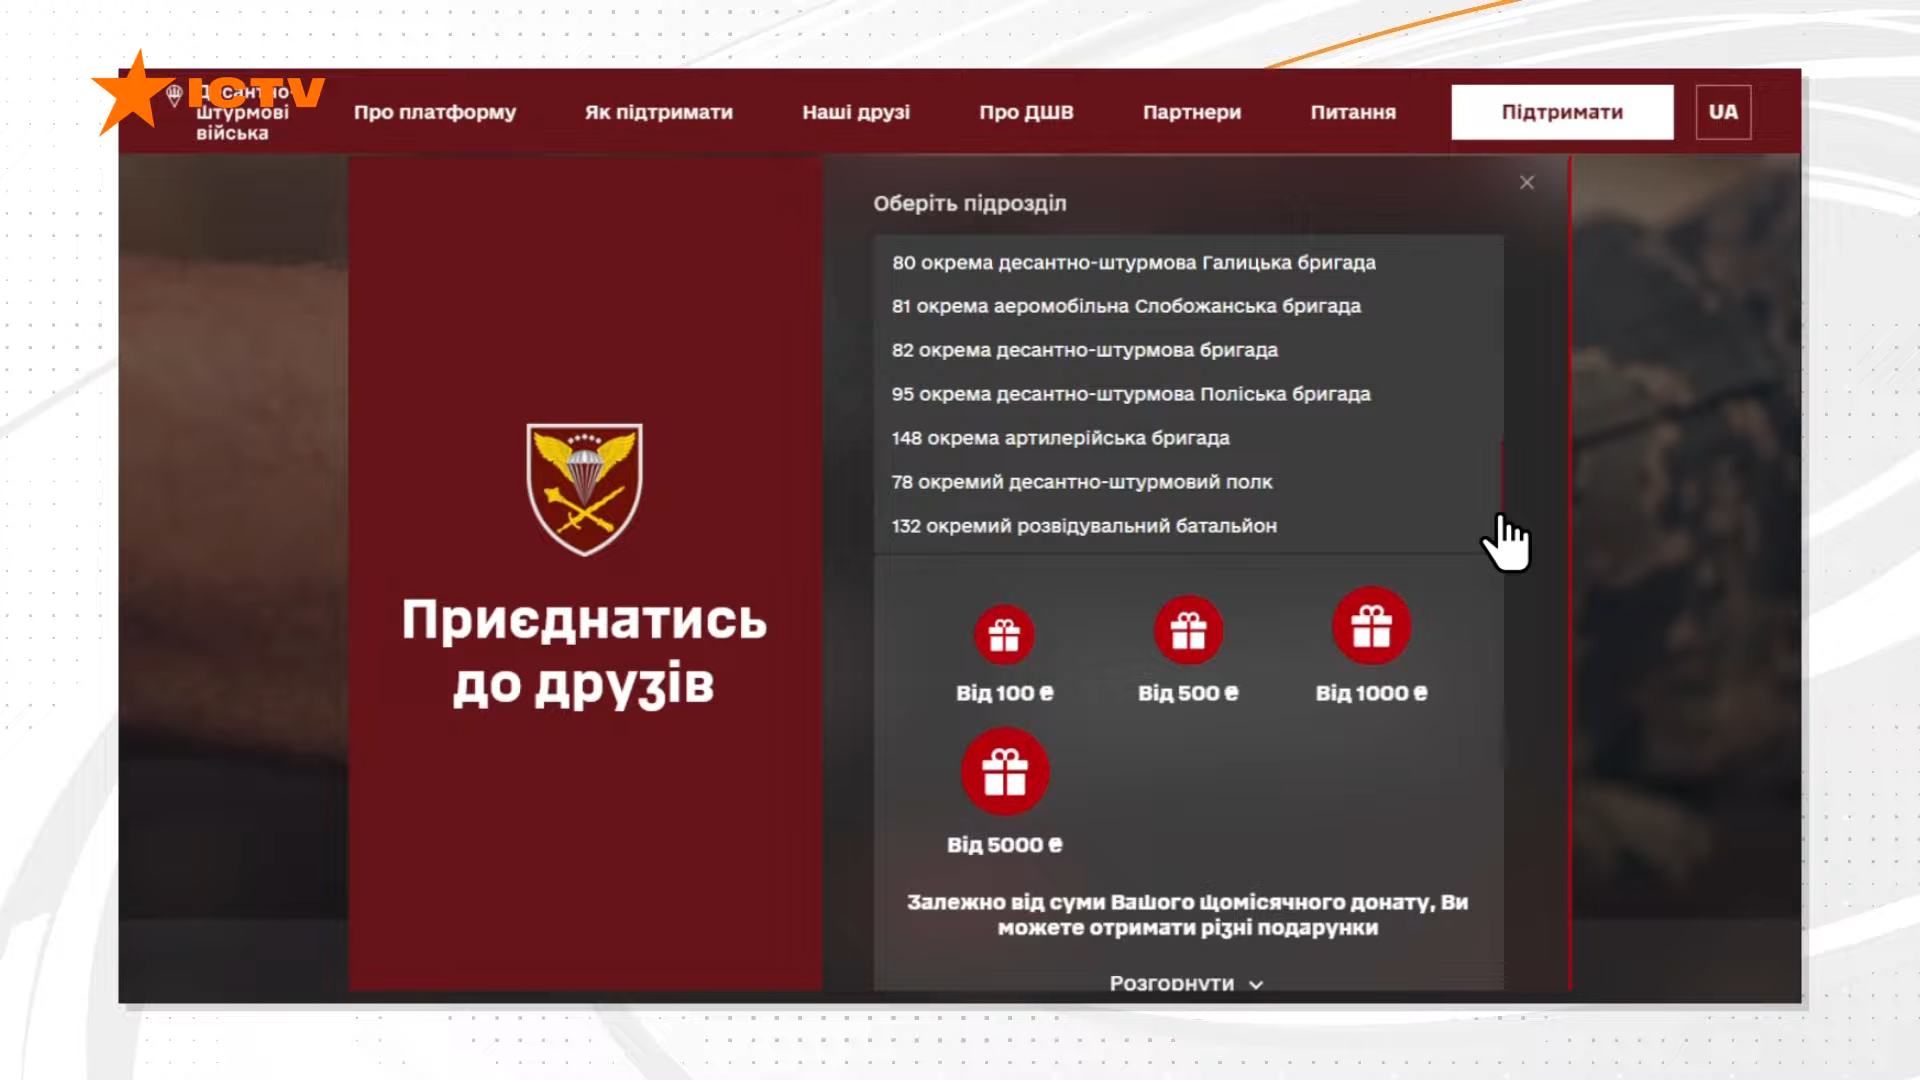 ICTV
Десантно-
штурмові
війська
Про платформу
Як підтримати
Наші друзі
Про ДШВ
Партнери
Питання
Підтримати
UA
Приєднатись
до друзів
Оберіть підрозділ
80 окрема десантно-штурмова Галицька бригада
81 окрема аеромобільна Слобожанська бригада
82 окрема десантно-штурмова бригада
95 окрема десантно-штурмова Поліська бригада
148 окрема артилерійська бригада
78 окремий десантно-штурмовий полк
132 окремий розвідувальний батальйон
Від 100 ₴
Від 500 ₴
Від 1000 ₴
Від 5000 ₴
Залежно від суми Вашого щомісячного донату, Ви
можете отримати різні подарунки
Розгорнути